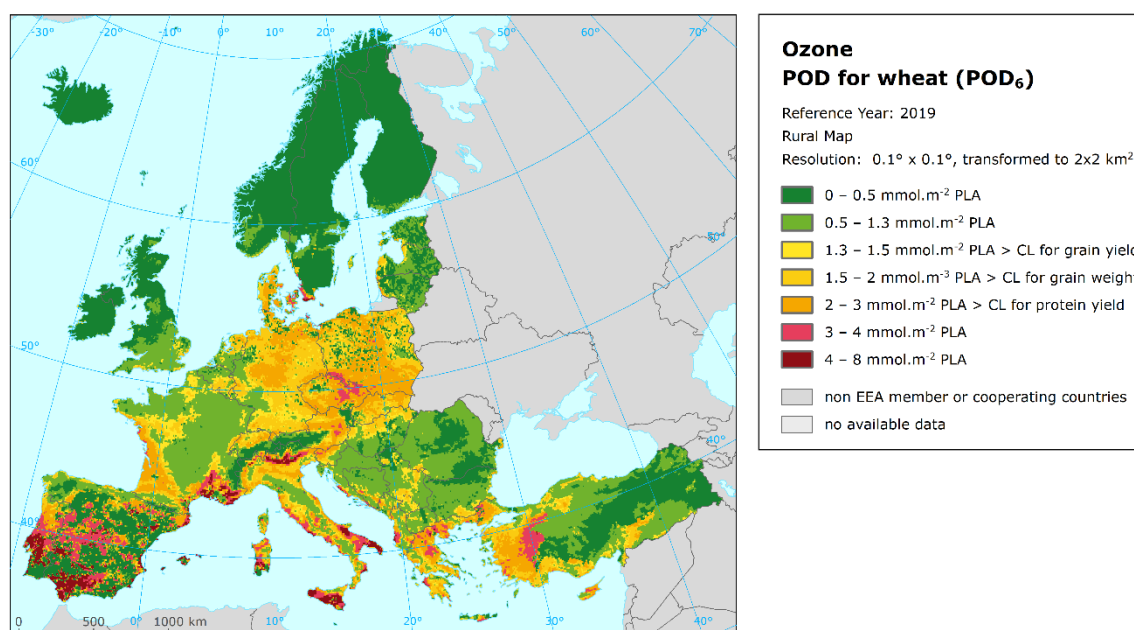 -30°
-20°
-10°
0°
10°
20°
30°
40°
50°
60°
70°
60°
50°
50°
40°
40°
0
500
0°
1000 km
10°
20°
30°
40°
Ozone
POD for wheat (POD₆)
Reference Year: 2019
Rural Map
Resolution: 0.1° x 0.1°, transformed to 2x2 km²
0 – 0.5 mmol.m⁻² PLA
0.5 – 1.3 mmol.m⁻² PLA
1.3 – 1.5 mmol.m⁻² PLA > CL for grain yield
1.5 – 2 mmol.m⁻³ PLA > CL for grain weight
2 – 3 mmol.m⁻² PLA > CL for protein yield
3 – 4 mmol.m⁻² PLA
4 – 8 mmol.m⁻² PLA
non EEA member or cooperating countries
no available data